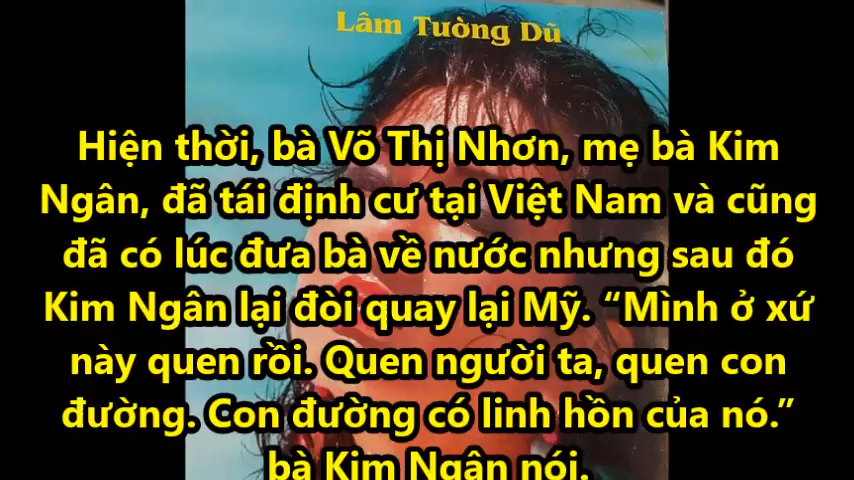 Lâm Tường Dũ
Hiện thời, bà Võ Thị Nhơn, mẹ bà Kim
Ngân, đã tái định cư tại Việt Nam và cũng
đã có lúc đưa bà về nước nhưng sau đó
Kim Ngân lại đòi quay lại Mỹ. “Mình ở xứ
này quen rồi. Quen người ta, quen con
đường. Con đường có linh hồn của nó.”
bà Kim Ngân nói.